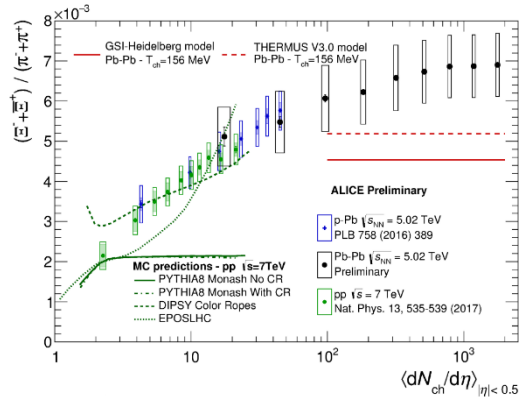 ×10⁻³
(Ξ⁻+Ξ̄⁺) / (π⁻+π⁺)
8
7
6
5
4
3
2
1
0
GSI-Heidelberg model
Pb-Pb - T_ch=156 MeV
THERMUS V3.0 model
Pb-Pb - T_ch=156 MeV
ALICE Preliminary
p-Pb √s_NN = 5.02 TeV
PLB 758 (2016) 389
Pb-Pb √s_NN = 5.02 TeV
Preliminary
pp √s = 7 TeV
Nat. Phys. 13, 535-539 (2017)
MC predictions - pp √s=7TeV
PYTHIA8 Monash No CR
PYTHIA8 Monash With CR
DIPSY Color Ropes
EPOSLHC
1
10
10²
10³
⟨dN_ch/dη⟩_|η|< 0.5